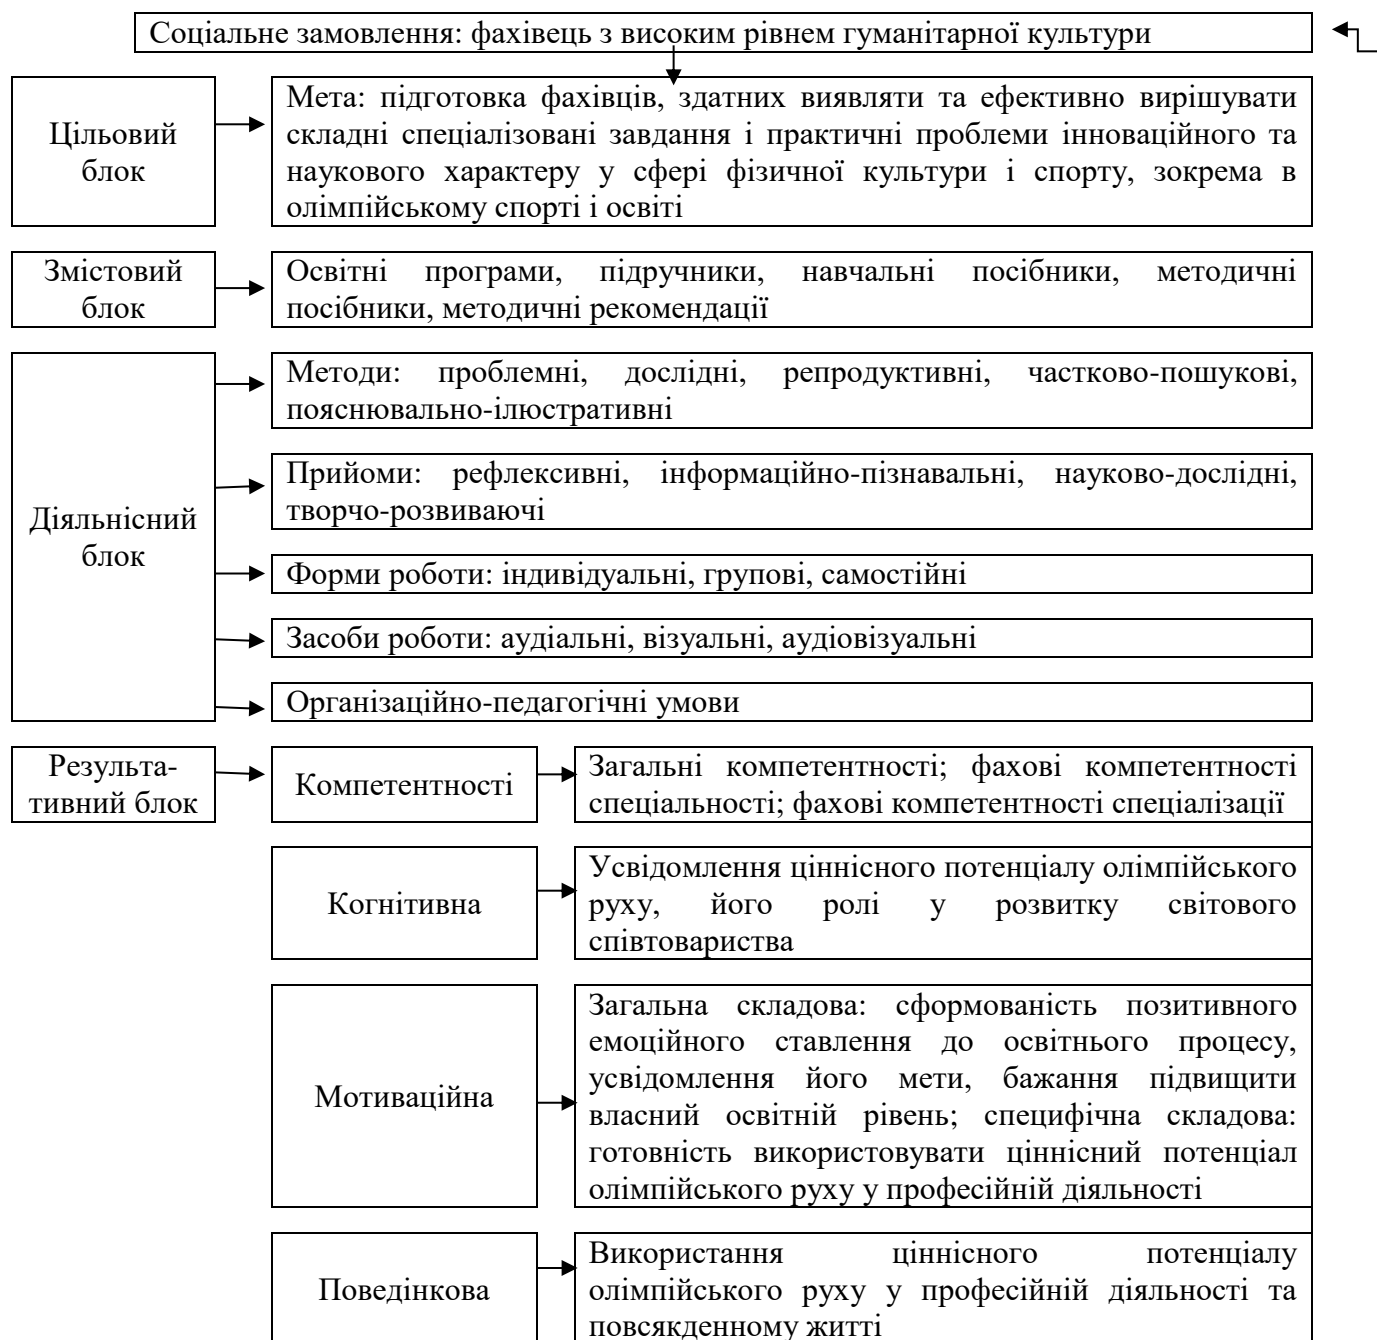 Соціальне замовлення: фахівець з високим рівнем гуманітарної культури
Цільовий
блок
Мета: підготовка фахівців, здатних виявляти та ефективно вирішувати
складні спеціалізовані завдання і практичні проблеми інноваційного та
наукового характеру у сфері фізичної культури і спорту, зокрема в
олімпійському спорті і освіті
Змістовий
блок
Освітні програми, підручники, навчальні посібники, методичні
посібники, методичні рекомендації
Діяльнісний
блок
Методи: проблемні, дослідні, репродуктивні, частково-пошукові,
пояснювально-ілюстративні
Прийоми: рефлексивні, інформаційно-пізнавальні, науково-дослідні,
творчо-розвиваючі
Форми роботи: індивідуальні, групові, самостійні
Засоби роботи: аудіальні, візуальні, аудіовізуальні
Організаційно-педагогічні умови
Результа-
тивний блок
Компетентності
Загальні компетентності; фахові компетентності
спеціальності; фахові компетентності спеціалізації
Когнітивна
Усвідомлення ціннісного потенціалу олімпійського
руху, його ролі у розвитку світового
співтовариства
Мотиваційна
Загальна складова: сформованість позитивного
емоційного ставлення до освітнього процесу,
усвідомлення його мети, бажання підвищити
власний освітній рівень; специфічна складова:
готовність використовувати ціннісний потенціал
олімпійського руху у професійній діяльності
Поведінкова
Використання ціннісного потенціалу
олімпійського руху у професійній діяльності та
повсякденному житті